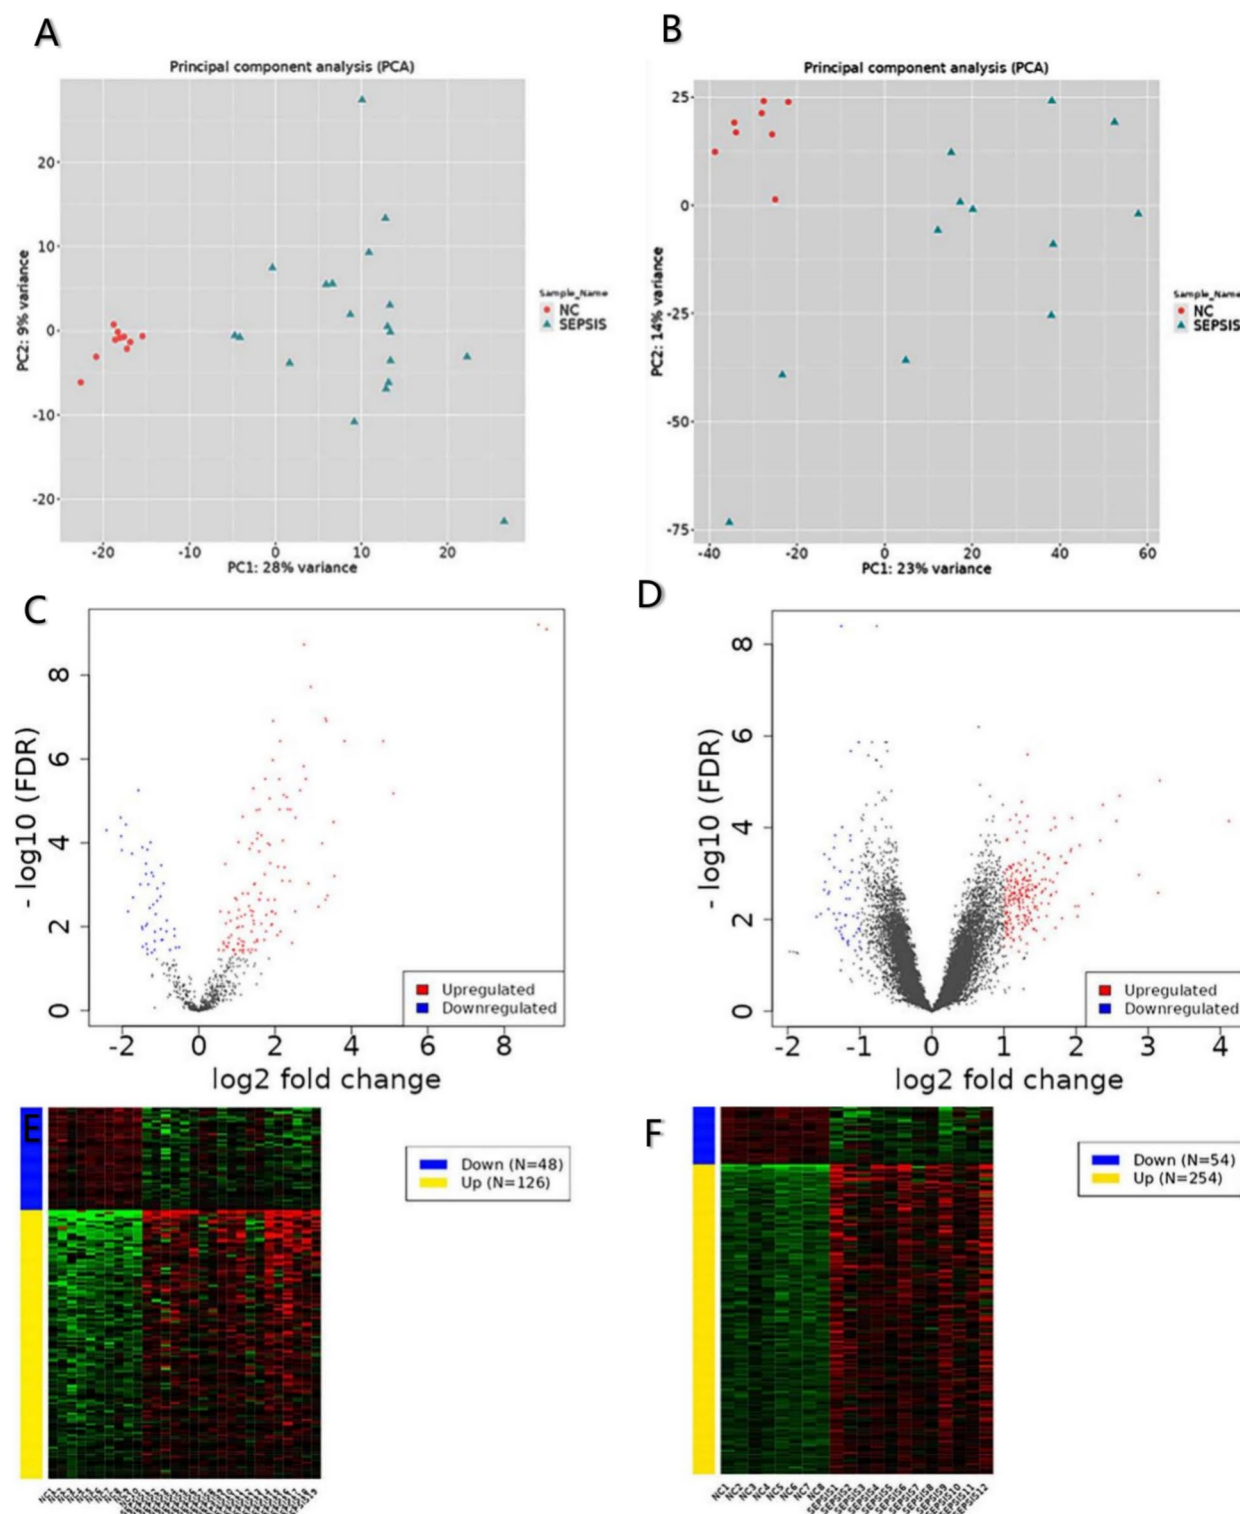 A
B
Principal component analysis (PCA)
Principal component analysis (PCA)
20
10
0
-10
-20
PC2: 9% variance
-20
-10
0
10
20
PC1: 28% variance
Sample_Name
NC
SEPSIS
25
0
-25
-50
-75
PC2: 14% variance
-40
-20
0
20
40
60
PC1: 23% variance
Sample_Name
NC
SEPSIS
C
D
8
6
4
2
0
- log10 (FDR)
Upregulated
Downregulated
-2
0
2
4
6
8
log2 fold change
8
6
4
2
0
- log10 (FDR)
Upregulated
Downregulated
-2
-1
0
1
2
3
4
log2 fold change
E
Down (N=48)
Up (N=126)
F
Down (N=54)
Up (N=254)
NC1
NC2
NC3
NC4
NC5
NC6
NC7
NC8
SEPSIS1
SEPSIS2
SEPSIS3
SEPSIS4
SEPSIS5
SEPSIS6
SEPSIS7
SEPSIS8
SEPSIS9
SEPSIS10
SEPSIS11
SEPSIS12